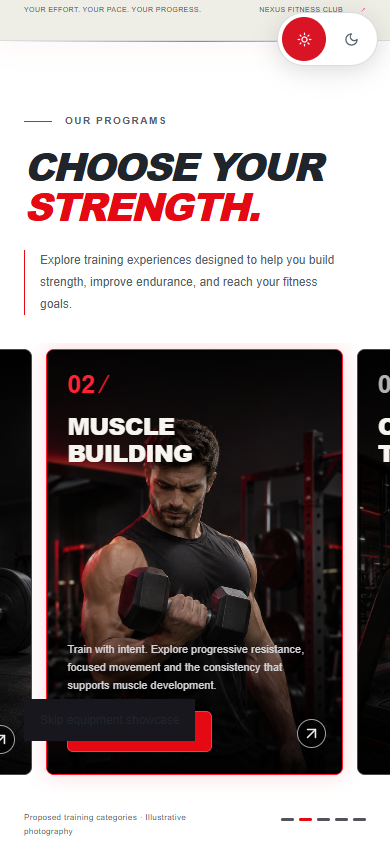 YOUR EFFORT. YOUR PACE. YOUR PROGRESS.
NEXUS FITNESS CLUB
OUR PROGRAMS
CHOOSE YOUR
STRENGTH.
Explore training experiences designed to help you build
strength, improve endurance, and reach your fitness
goals.
02 /
MUSCLE
BUILDING
Train with intent. Explore progressive resistance,
focused movement and the consistency that
supports muscle development.
Skip equipment showcase
Proposed training categories · Illustrative
photography